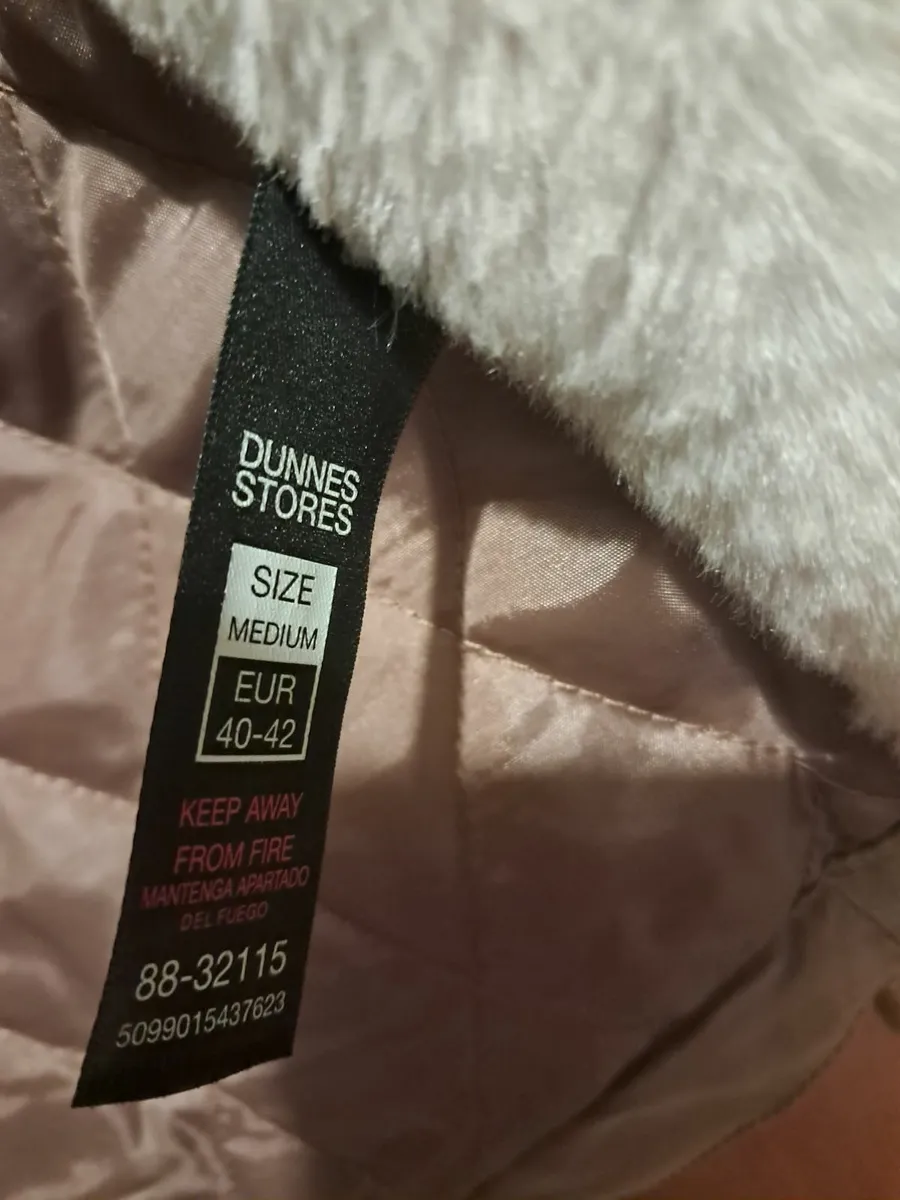 DUNNES
STORES
SIZE
MEDIUM
EUR
40-42
KEEP AWAY
FROM FIRE
MANTENGA APARTADO
DEL FUEGO
88-32115
5099015437623